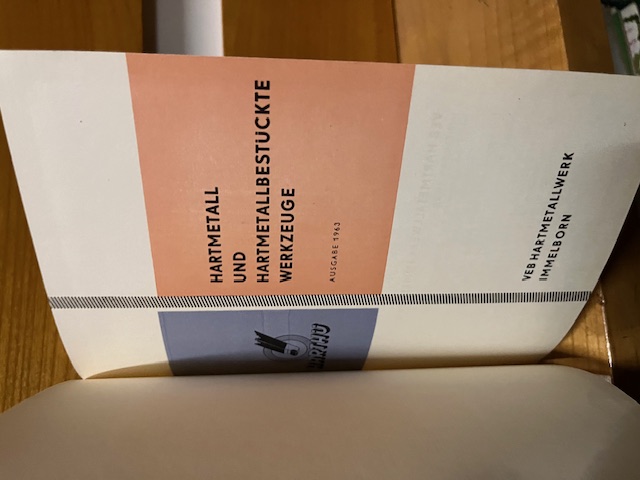 HARTMETALL
UND
HARTMETALLBESTÜCKTE
WERKZEUGE
AUSGABE 1963
VEB HARTMETALLWERK
IMMELBORN